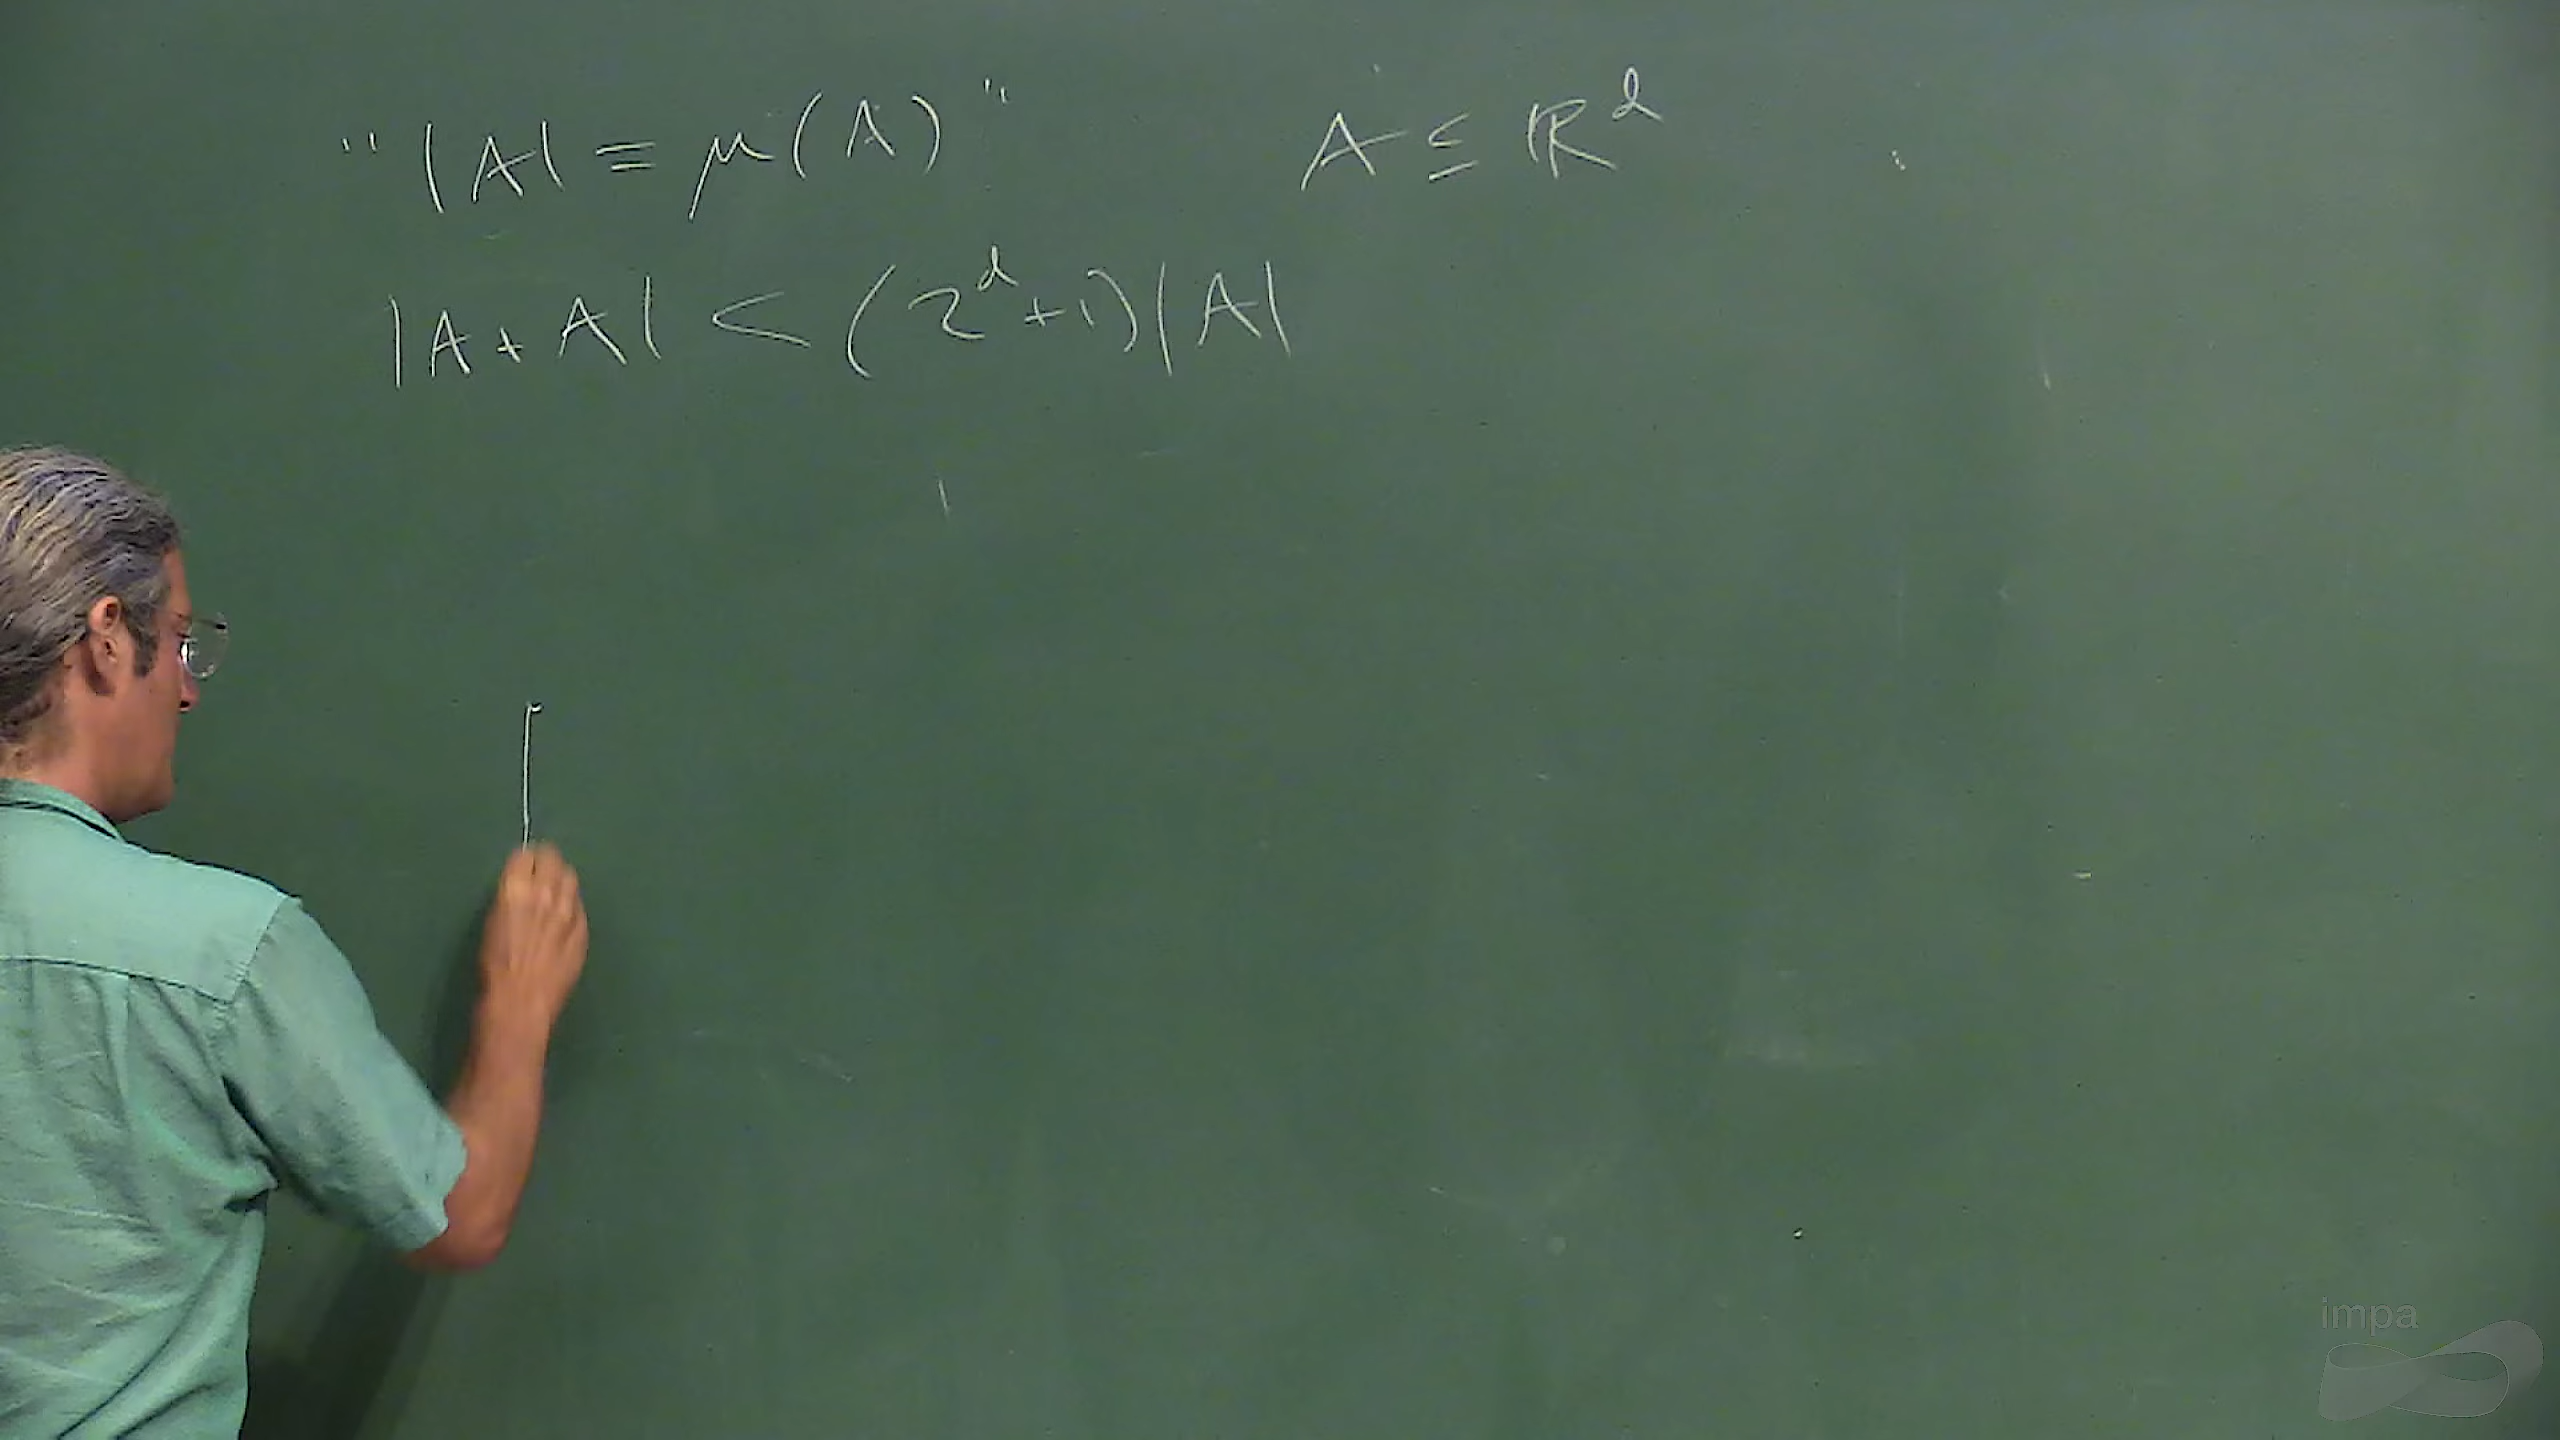 "|A| ≡ μ(A)" A ⊆ ℝ^d
|A+A| < (2^d+1)|A|
impa